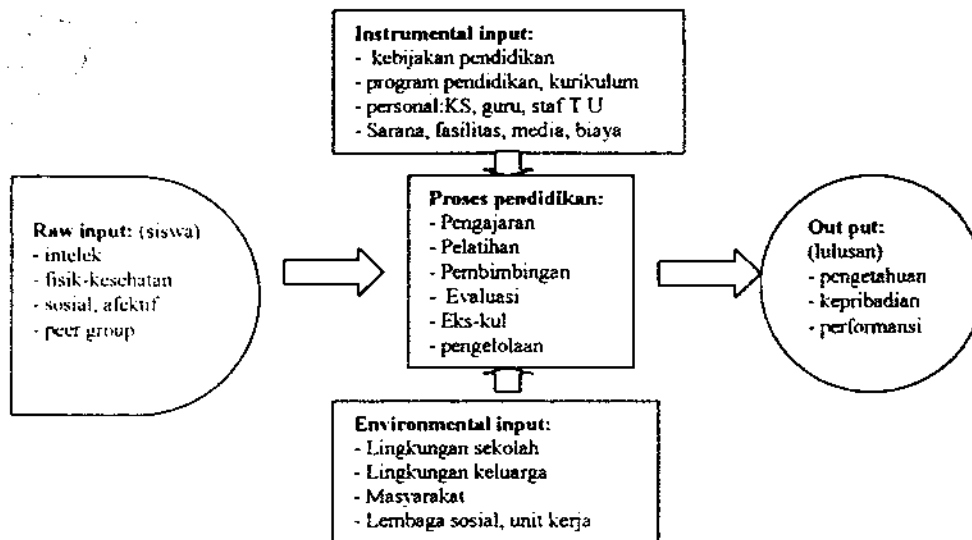 Instrumental input:
- kebijakan pendidikan
- program pendidikan, kurikulum
- personal:KS, guru, staf T U
- Sarana, fasilitas, media, biaya
Raw input: (siswa)
- intelek
- fisik-kesehatan
- sosial, afektif
- peer group
Proses pendidikan:
- Pengajaran
- Pelatihan
- Pembimbingan
- Evaluasi
- Eks-kul
- pengelolaan
Out put:
(lulusan)
- pengetahuan
- kepribadian
- performansi
Environmental input:
- Lingkungan sekolah
- Lingkungan keluarga
- Masyarakat
- Lembaga sosial, unit kerja